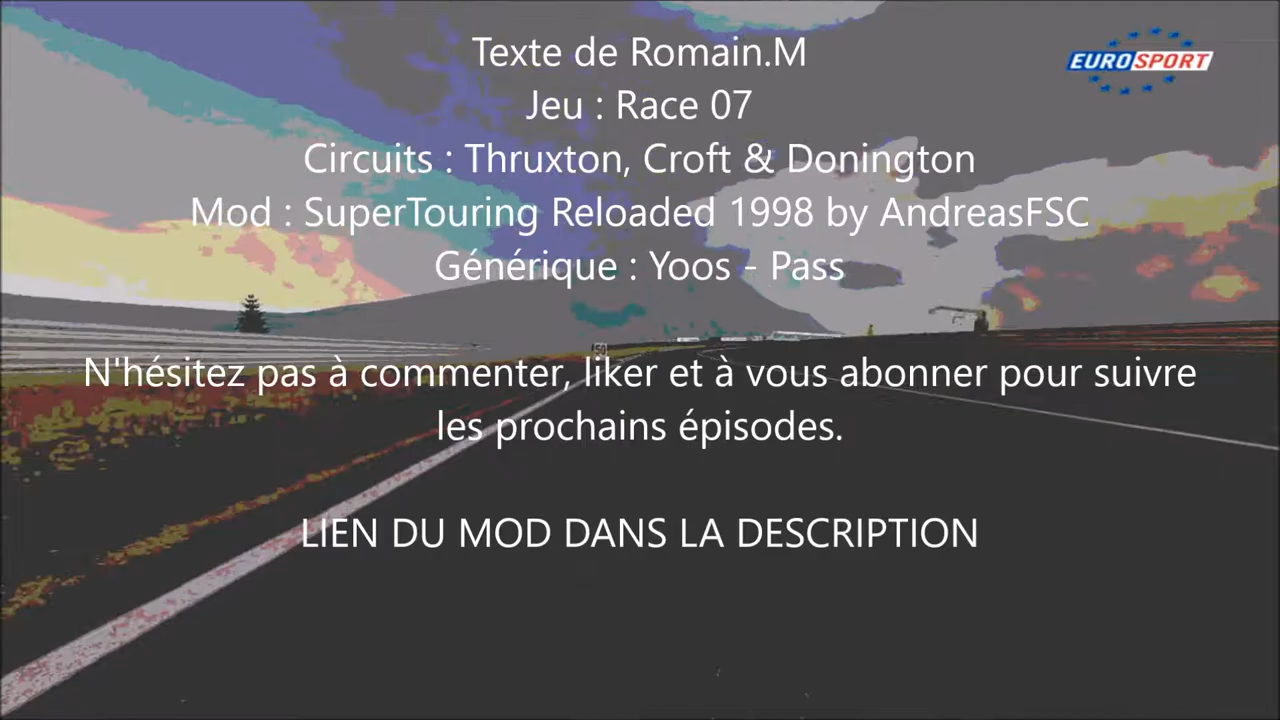 Texte de Romain.M
EUROSPORT
Jeu : Race 07
Circuits : Thruxton, Croft & Donington
Mod : SuperTouring Reloaded 1998 by AndreasFSC
Générique : Yoos - Pass
50
N'hésitez pas à commenter, liker et à vous abonner pour suivre
les prochains épisodes.
LIEN DU MOD DANS LA DESCRIPTION